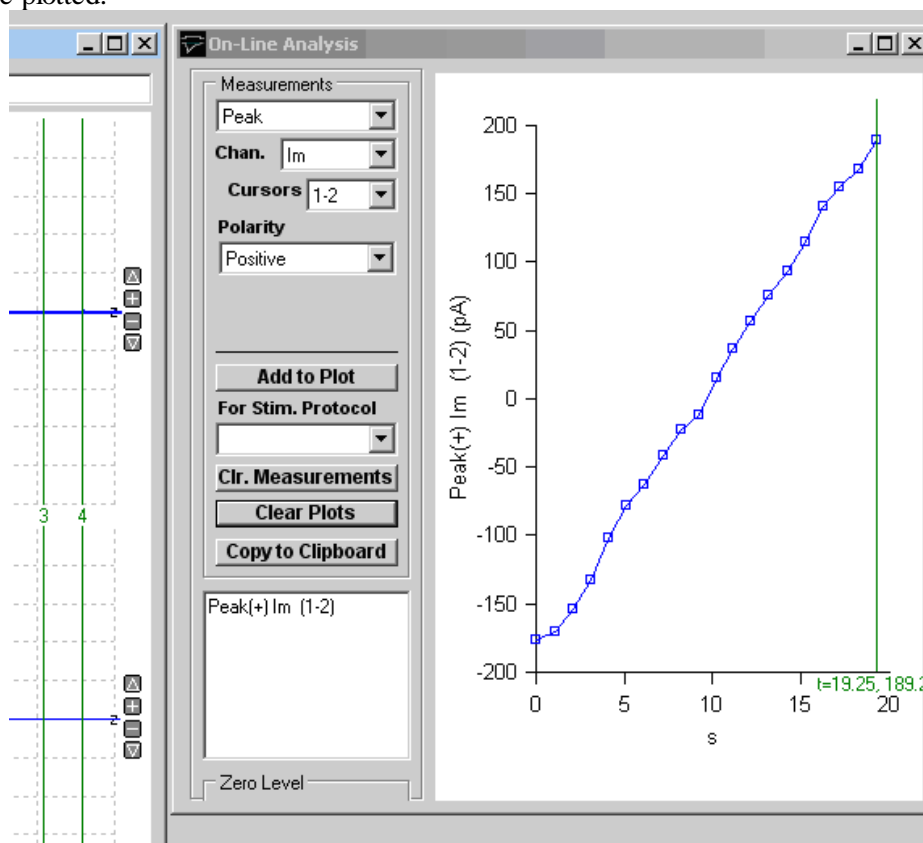 e plotted.
On-Line Analysis
Measurements
Peak
Chan. Im
Cursors 1-2
Polarity
Positive
Add to Plot
For Stim. Protocol
Clr. Measurements
Clear Plots
Copy to Clipboard
Peak(+) Im (1-2)
Zero Level
3 4
z
z
200
150
100
50
0
-50
-100
-150
-200
Peak(+) Im (1-2) (pA)
t=19.25, 189.2
0 5 10 15 20
s